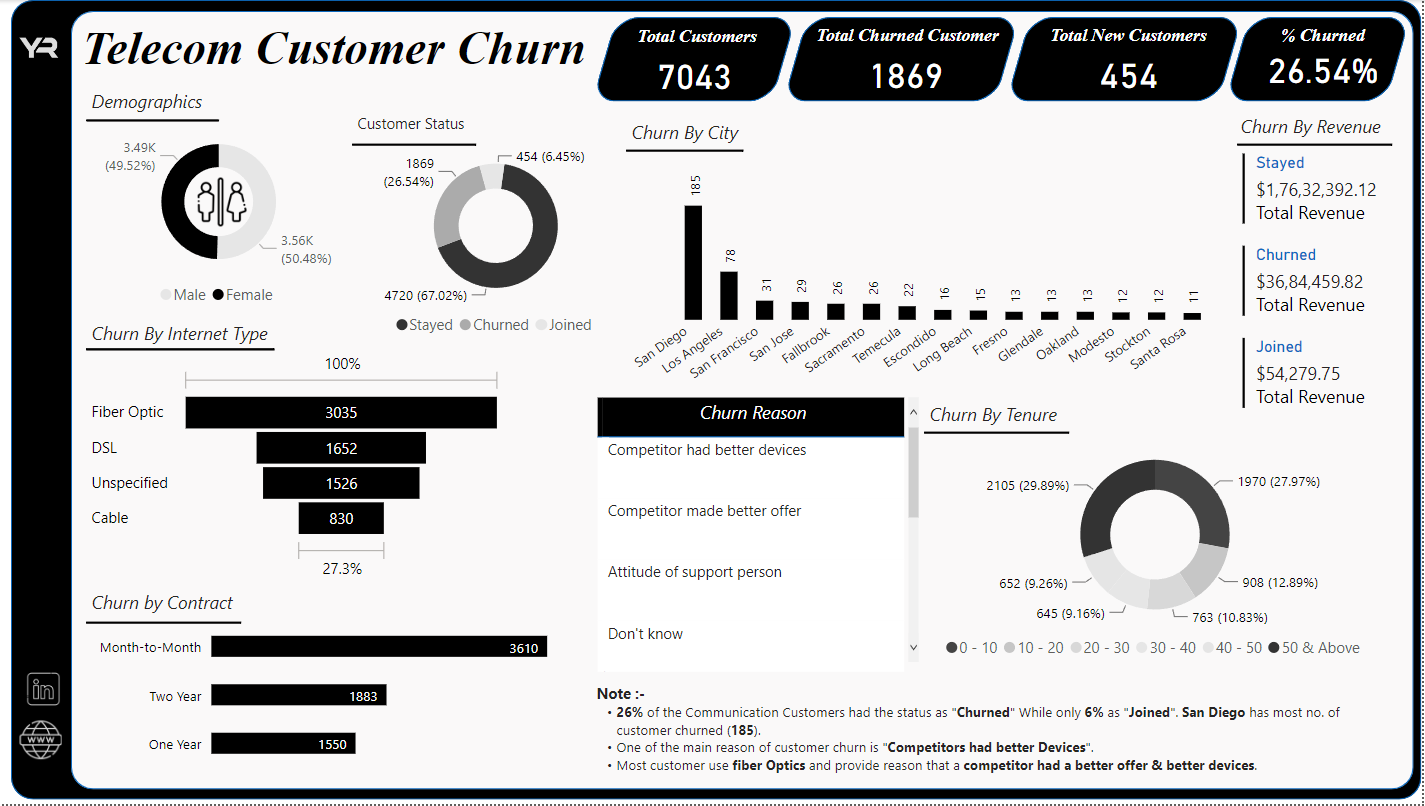 YR
Telecom Customer Churn
Total Customers
7043
Total Churned Customer
1869
Total New Customers
454
% Churned
26.54%
Demographics
3.49K
(49.52%)
3.56K
(50.48%)
Male Female
Customer Status
454 (6.45%)
1869
(26.54%)
4720 (67.02%)
Stayed Churned Joined
Churn By City
185
78
31
29
26
26
22
16
15
13
13
13
12
12
11
San Diego
Los Angeles
San Francisco
San Jose
Fallbrook
Sacramento
Temecula
Escondido
Long Beach
Fresno
Glendale
Oakland
Modesto
Stockton
Santa Rosa
Churn By Revenue
Stayed
$1,76,32,392.12
Total Revenue
Churned
$36,84,459.82
Total Revenue
Joined
$54,279.75
Total Revenue
Churn By Internet Type
100%
Fiber Optic 3035
DSL 1652
Unspecified 1526
Cable 830
27.3%
Churn by Contract
Month-to-Month 3610
Two Year 1883
One Year 1550
Churn Reason
Competitor had better devices
Competitor made better offer
Attitude of support person
Don't know
Churn By Tenure
2105 (29.89%)
1970 (27.97%)
652 (9.26%)
908 (12.89%)
645 (9.16%)
763 (10.83%)
0 - 10 10 - 20 20 - 30 30 - 40 40 - 50 50 & Above
in
WWW
Note :-
• 26% of the Communication Customers had the status as "Churned" While only 6% as "Joined". San Diego has most no. of
customer churned (185).
• One of the main reason of customer churn is "Competitors had better Devices".
• Most customer use fiber Optics and provide reason that a competitor had a better offer & better devices.